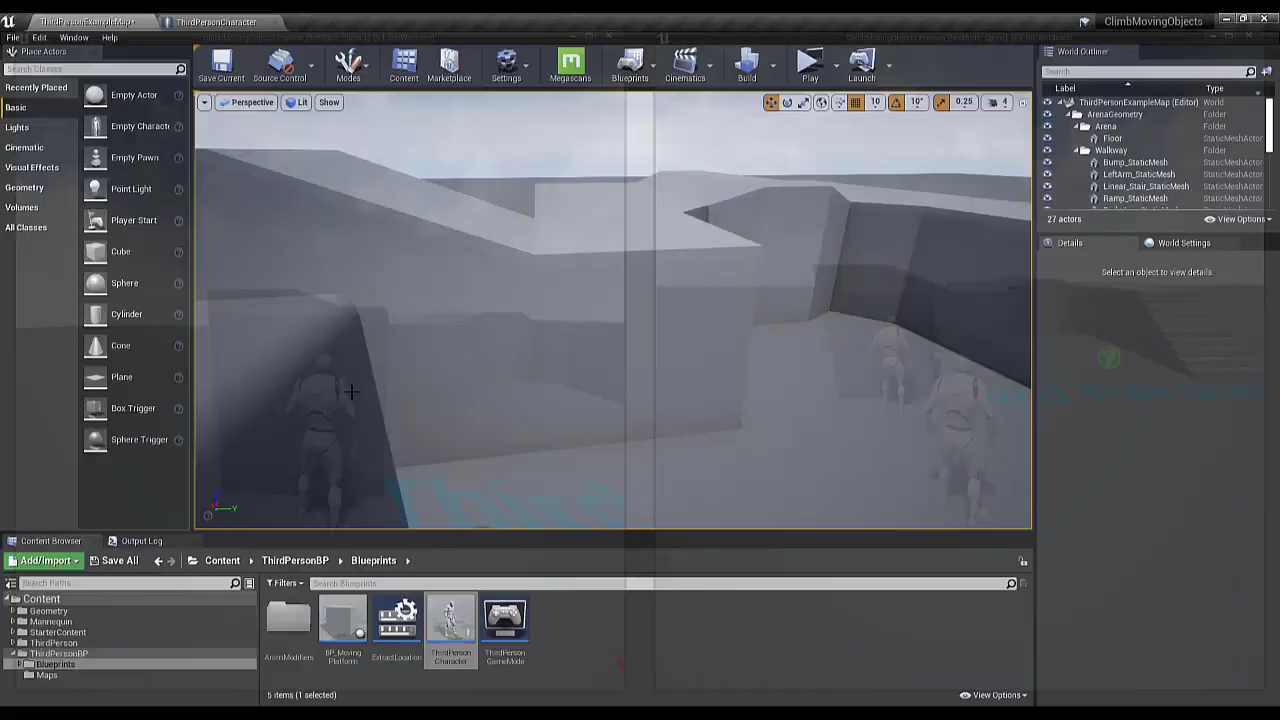 ThirdPersonExampleMap*
ThirdPersonCharacter
ClimbMovingObjects
File
Edit
Window
Help
Place Actors
Search Classes
Recently Placed
Basic
Lights
Cinematic
Visual Effects
Geometry
Volumes
All Classes
Empty Actor
Empty Charact
Empty Pawn
Point Light
Player Start
Cube
Sphere
Cylinder
Cone
Plane
Box Trigger
Sphere Trigger
Save Current
Source Control
Modes
Content
Marketplace
Settings
Megascans
Blueprints
Cinematics
Build
Play
Launch
Perspective
Lit
Show
10
10°
0.25
4
Third
Y
World Outliner
Search...
Label
Type
ThirdPersonExampleMap (Editor) World
ArenaGeometry Folder
Arena Folder
Floor StaticMeshActor
Walkway Folder
Bump_StaticMesh StaticMeshActor
LeftArm_StaticMesh StaticMeshActor
Linear_Stair_StaticMesh StaticMeshActor
Ramp_StaticMesh StaticMeshActor
27 actors
View Options
Details
World Settings
Select an object to view details.
Content Browser
Output Log
Add/Import
Save All
Content
ThirdPersonBP
Blueprints
Search Paths
Filters
Search Blueprints
Content
Geometry
Mannequin
StarterContent
ThirdPerson
ThirdPersonBP
Blueprints
Maps
AnimModifiers
BP_Moving
Platform
ExtractLocation
ThirdPerson
Character
ThirdPerson
GameMode
5 items (1 selected)
View Options